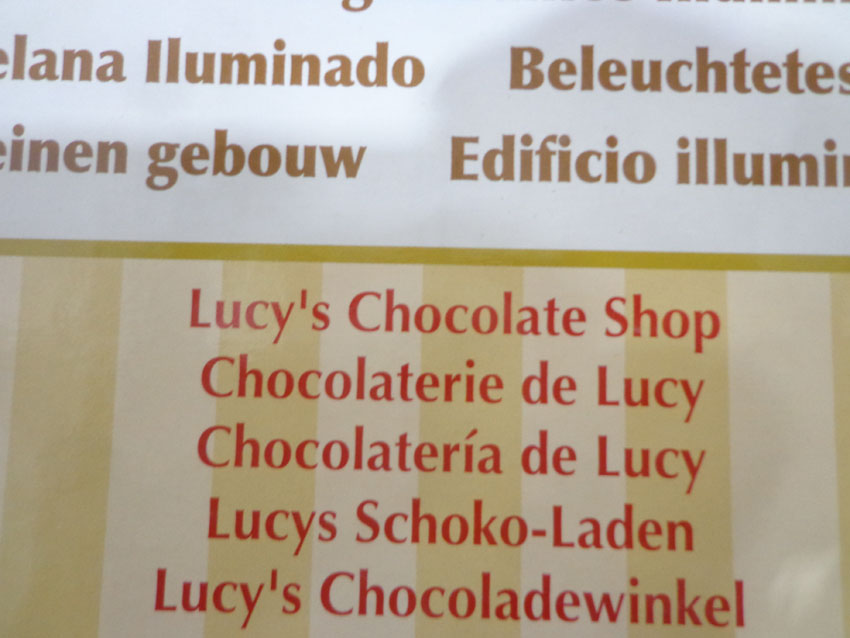 elana Iluminado Beleuchtetes
einen gebouw Edificio illumin
Lucy's Chocolate Shop
Chocolaterie de Lucy
Chocolatería de Lucy
Lucys Schoko-Laden
Lucy's Chocoladewinkel